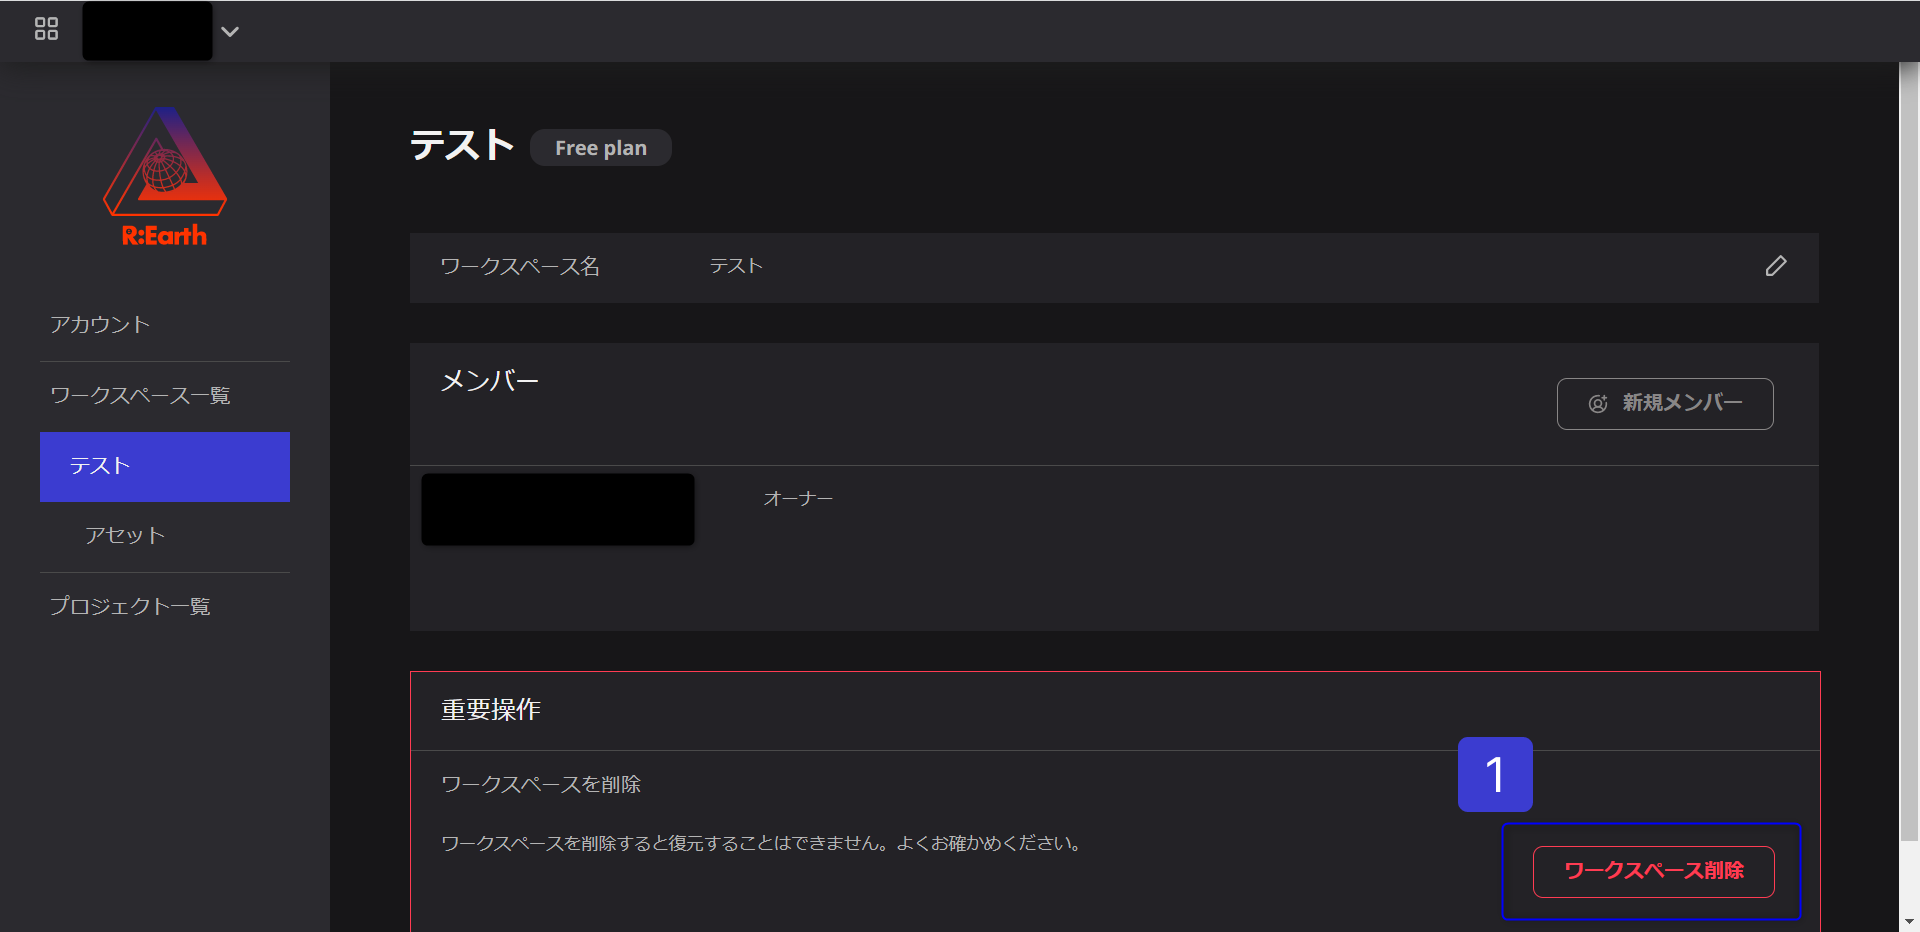 R:Earth
アカウント
ワークスペース一覧
テスト
アセット
プロジェクト一覧
テスト Free plan
ワークスペース名 テスト
メンバー
新規メンバー
オーナー
重要操作
ワークスペースを削除
1
ワークスペースを削除すると復元することはできません。よくお確かめください。
ワークスペース削除